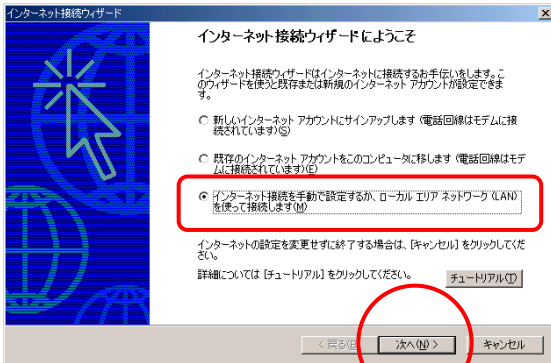 インターネット接続ウィザード
インターネット接続ウィザードにようこそ
インターネット接続ウィザードはインターネットに接続するお手伝いをします。こ
のウィザードを使うと既存または新規のインターネット アカウントが設定できま
す。
新しいインターネット アカウントにサインアップします (電話回線はモデムに接
続されています)(S)
既存のインターネット アカウントをこのコンピュータに移します (電話回線はモデ
ムに接続されています)(E)
インターネット接続を手動で設定するか、ローカル エリア ネットワーク (LAN)
を使って接続します(M)
インターネットの設定を変更せずに終了する場合は、[キャンセル] をクリックしてくだ
さい。
詳細については [チュートリアル] をクリックしてください。
チュートリアル(T)
< 戻る(B)
次へ(N) >
キャンセル